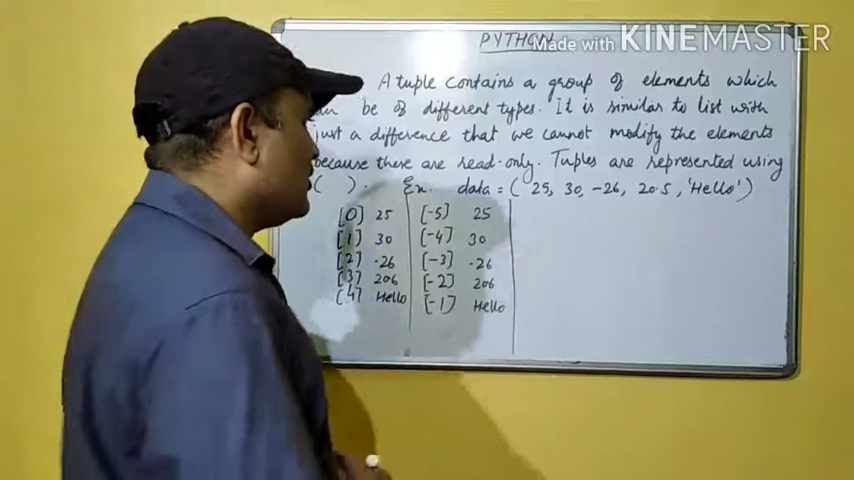 PYTHON
Made with KINEMASTER
A tuple contains a group of elements which
be of different types. It is similar to list with
just a difference that we cannot modify the elements
because these are read-only. Tuples are represented using
( ). Ex. data = ( 25, 30, -26, 20.5, 'Hello')
[0] 25 [-5] 25
[1] 30 [-4] 30
[2] -26 [-3] -26
[3] 206 [-2] 206
[4] Hello [-1] Hello